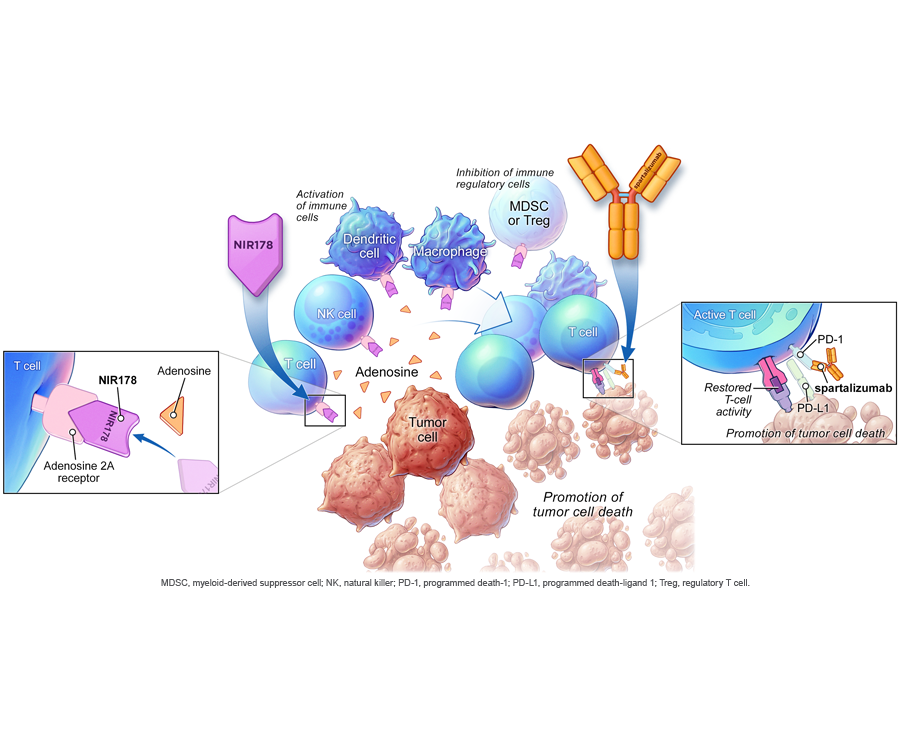 Activation
of immune
cells
Inhibition of immune
regulatory cells
MDSC
or Treg
spartalizumab
NIR178
Dendritic
cell
Macrophage
NK cell
T cell
T cell
Adenosine
Tumor
cell
Promotion of
tumor cell death
T cell
NIR178
Adenosine
NIR178
Adenosine 2A
receptor
Active T cell
PD-1
Restored
T-cell
activity
spartalizumab
PD-L1
Promotion of tumor cell death
MDSC, myeloid-derived suppressor cell; NK, natural killer; PD-1, programmed death-1; PD-L1, programmed death-ligand 1; Treg, regulatory T cell.